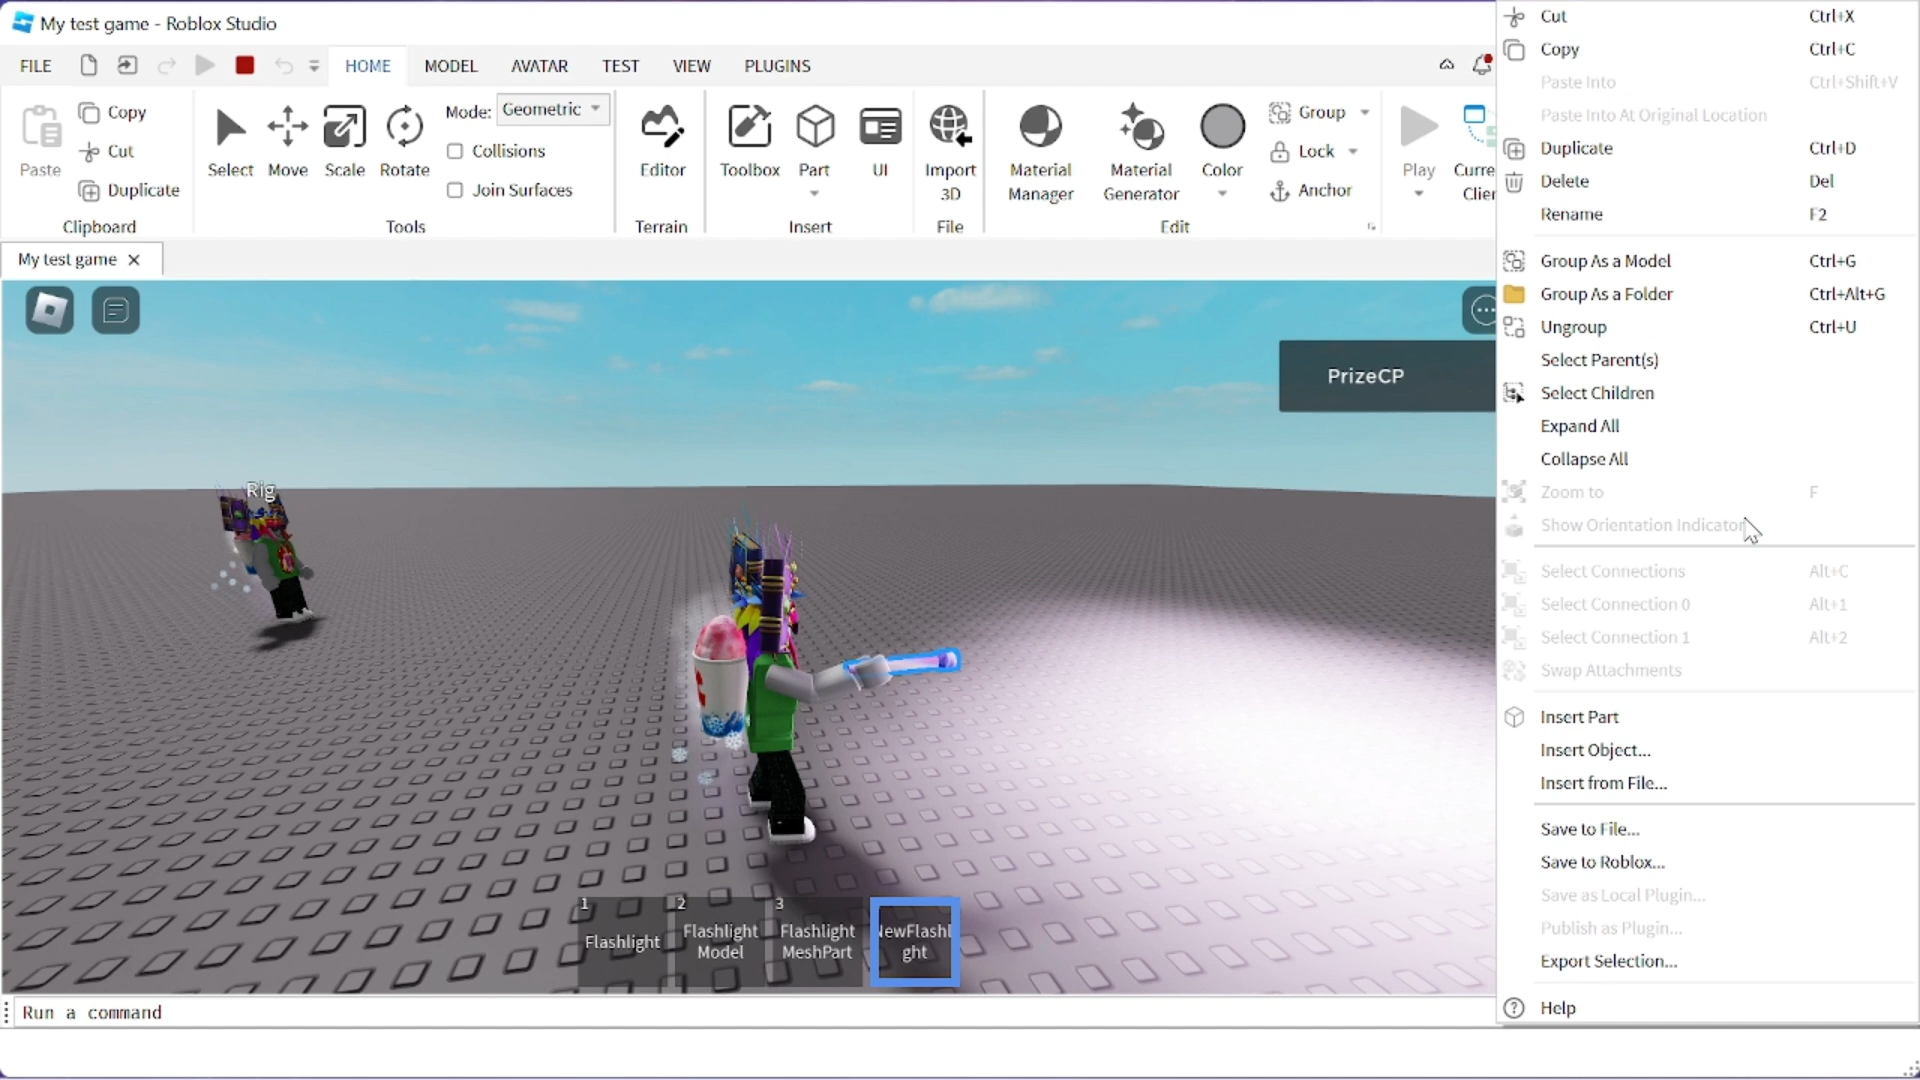 My test game - Roblox Studio
FILE HOME MODEL AVATAR TEST VIEW PLUGINS
Paste
Copy
Cut
Duplicate
Clipboard
Select Move Scale Rotate
Mode: Geometric
Collisions
Join Surfaces
Tools
Editor
Terrain
Toolbox Part UI
Insert
Import
3D
File
Material
Manager
Material
Generator
Color
Group
Lock
Anchor
Edit
Play
Curre
Clien
My test game
PrizeCP
Rig
1
Flashlight
2
Flashlight
Model
3
Flashlight
MeshPart
NewFlashl
ght
Run a command
Cut Ctrl+X
Copy Ctrl+C
Paste Into Ctrl+Shift+V
Paste Into At Original Location
Duplicate Ctrl+D
Delete Del
Rename F2
Group As a Model Ctrl+G
Group As a Folder Ctrl+Alt+G
Ungroup Ctrl+U
Select Parent(s)
Select Children
Expand All
Collapse All
Zoom to F
Show Orientation Indicator
Select Connections Alt+C
Select Connection 0 Alt+1
Select Connection 1 Alt+2
Swap Attachments
Insert Part
Insert Object...
Insert from File...
Save to File...
Save to Roblox...
Save as Local Plugin...
Publish as Plugin...
Export Selection...
Help